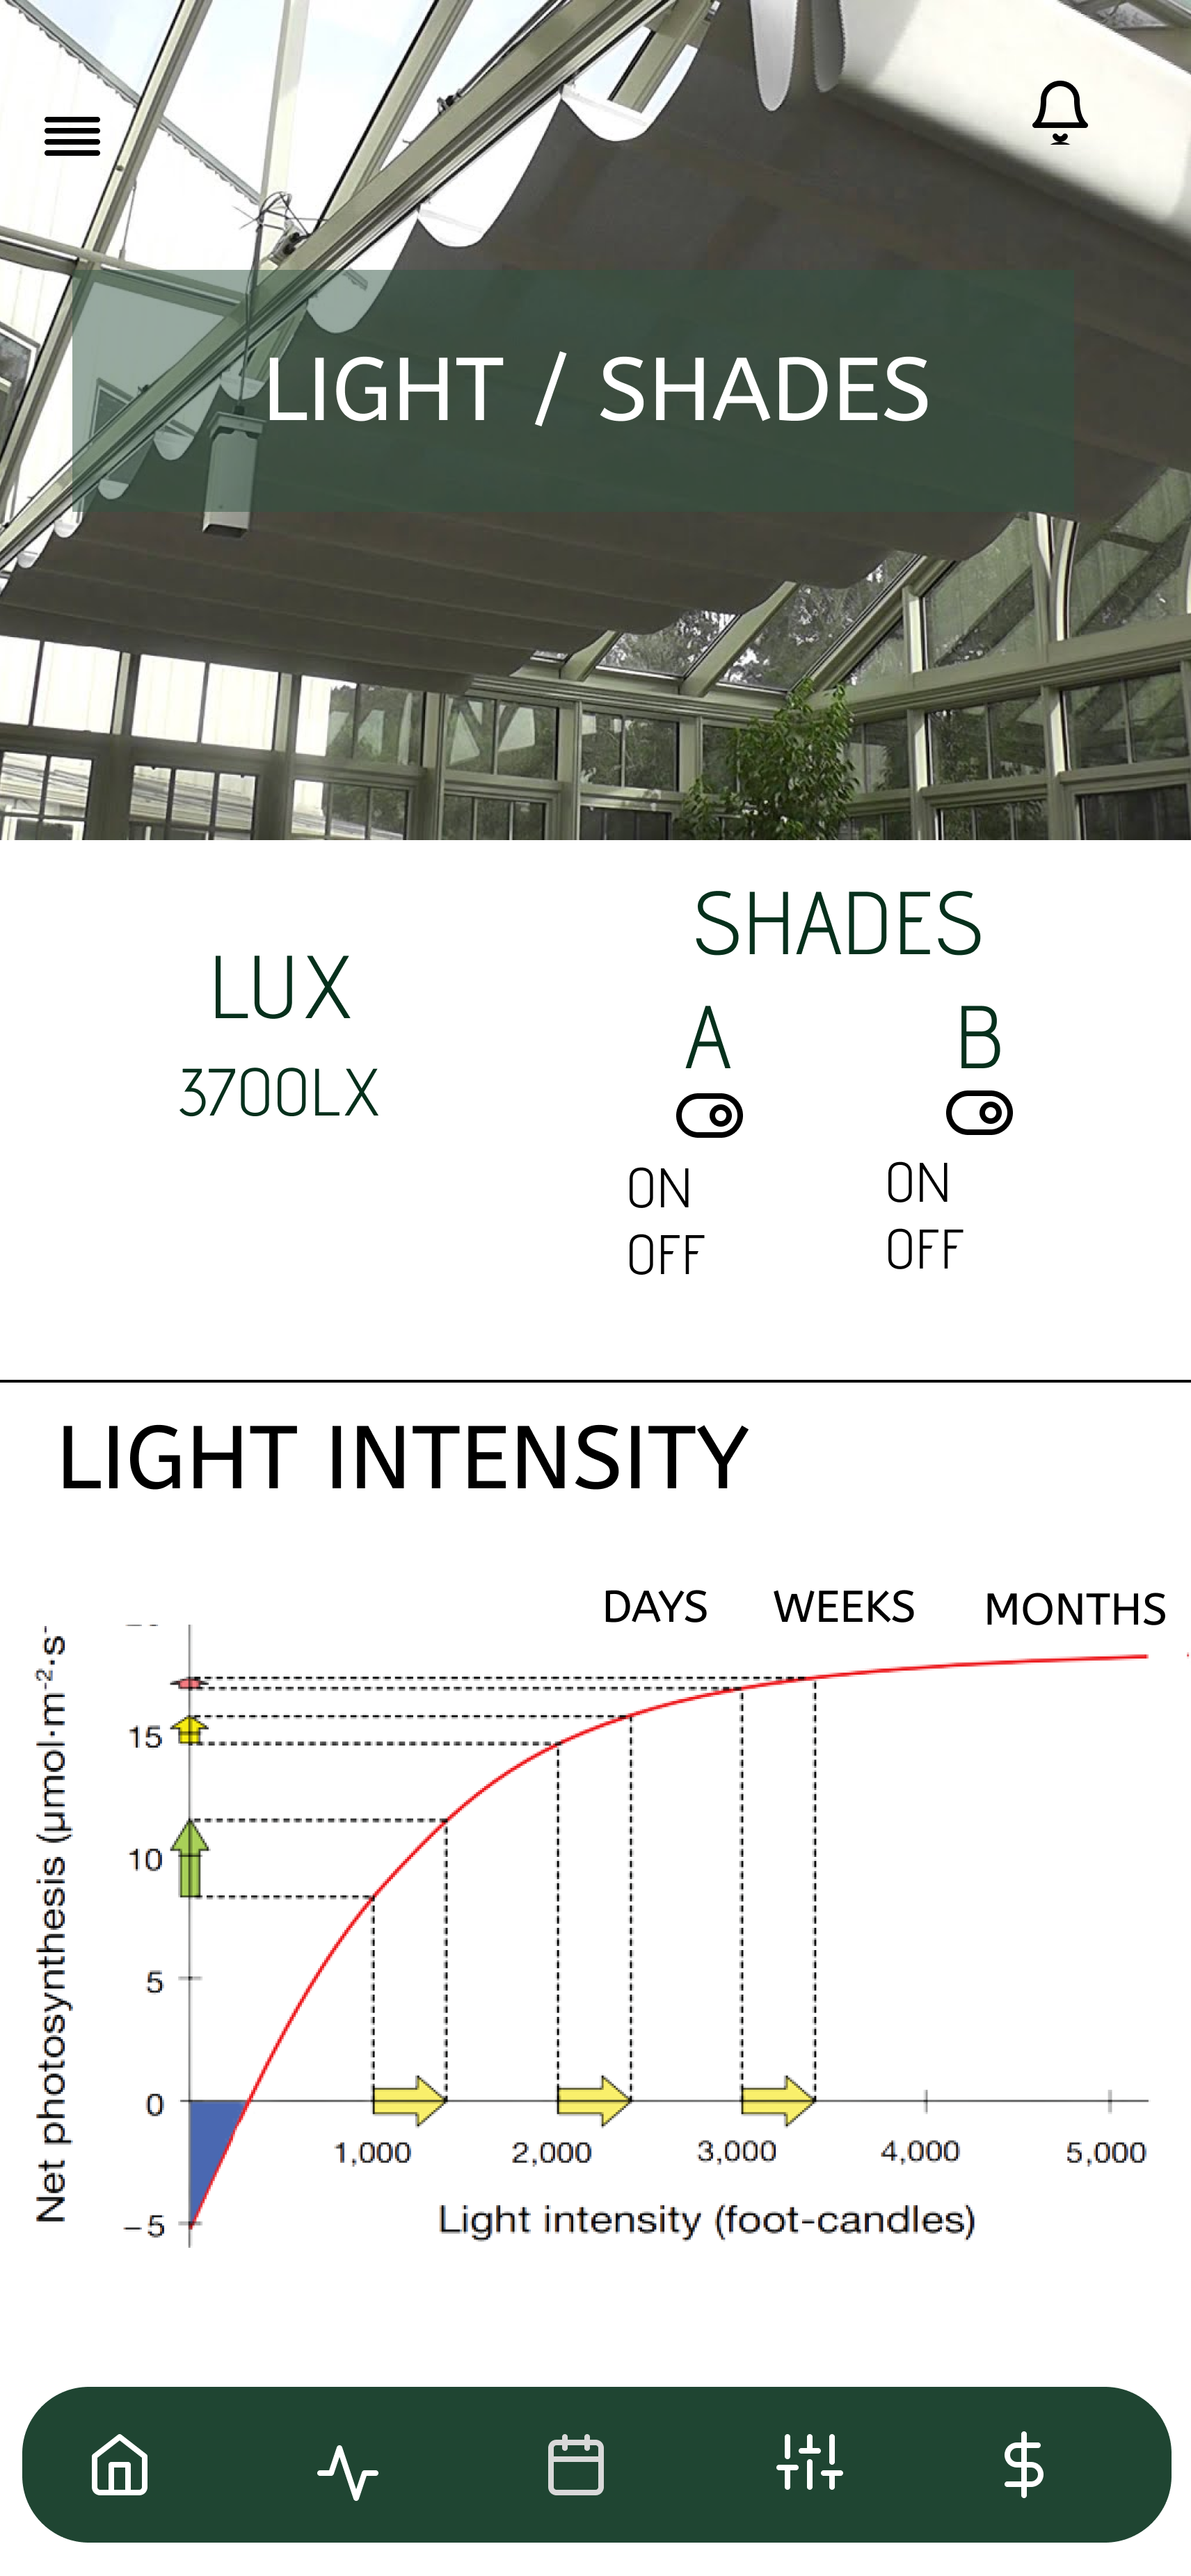 LIGHT / SHADES
LUX
3700LX
SHADES
A
B
ON
OFF
ON
OFF
LIGHT INTENSITY
DAYS WEEKS MONTHS
Net photosynthesis (μmol·m⁻²·s⁻
15
10
5
0
−5
1,000 2,000 3,000 4,000 5,000
Light intensity (foot-candles)
$